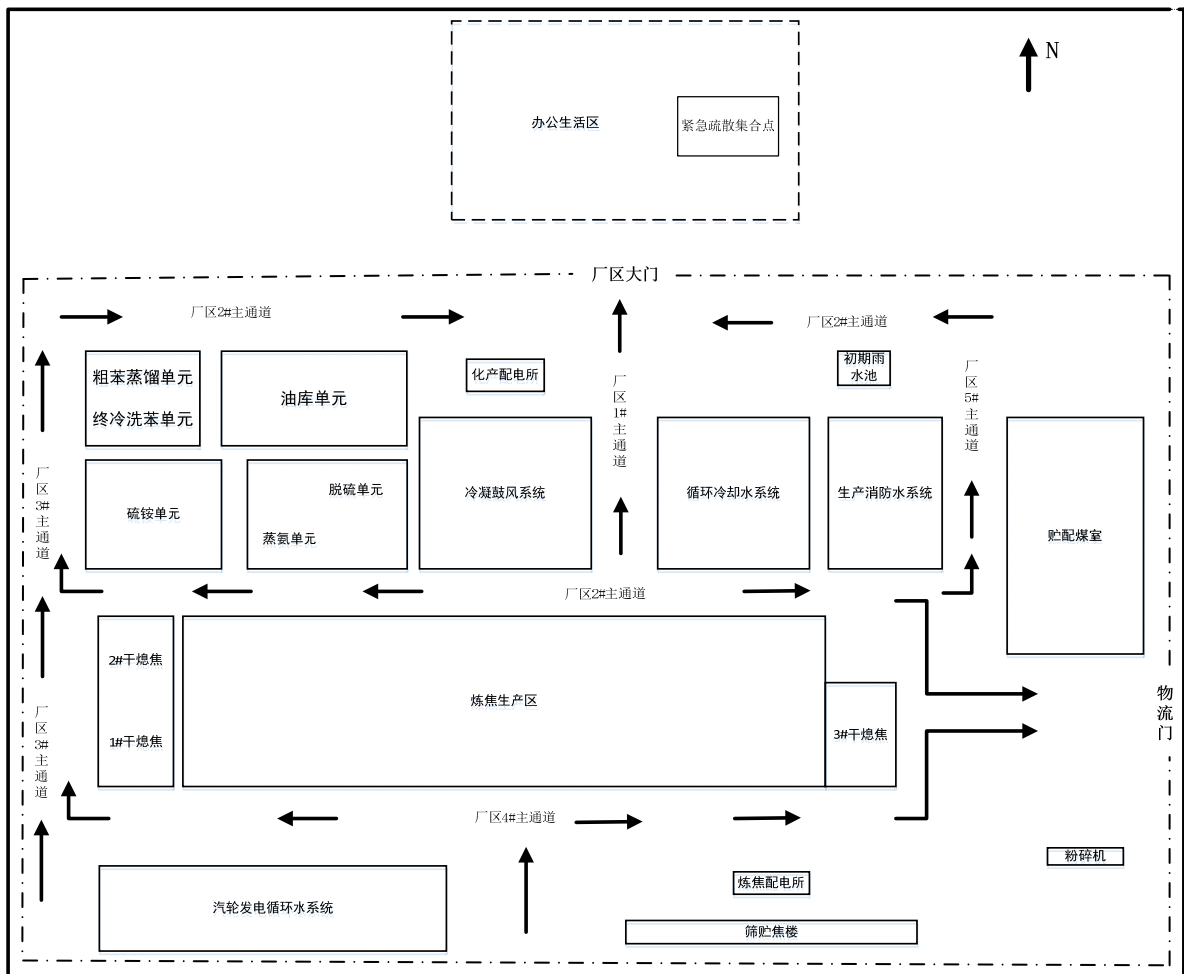 N
办公生活区
紧急疏散集合点
厂区大门
厂区2#主通道
厂区2#主通道
粗苯蒸馏单元
终冷洗苯单元
油库单元
化产配电所
初期雨
水池
厂区1#主通道
厂区5#主通道
厂区3#主通道
硫铵单元
脱硫单元
蒸氨单元
冷凝鼓风系统
循环冷却水系统
生产消防水系统
贮配煤室
厂区2#主通道
2#干熄焦
1#干熄焦
炼焦生产区
3#干熄焦
物流门
厂区3#主通道
厂区4#主通道
粉碎机
汽轮发电循环水系统
炼焦配电所
筛贮焦楼